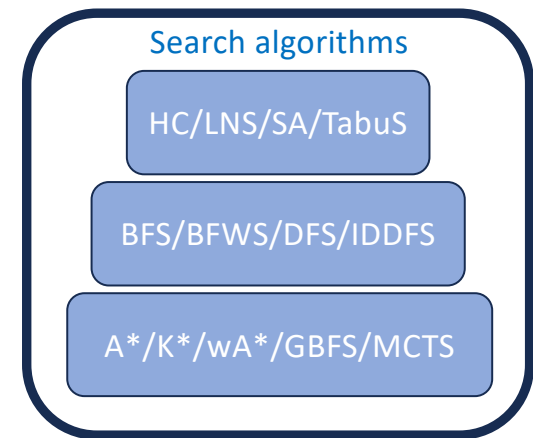 Search algorithms
HC/LNS/SA/TabuS
BFS/BFWS/DFS/IDDFS
A*/K*/wA*/GBFS/MCTS